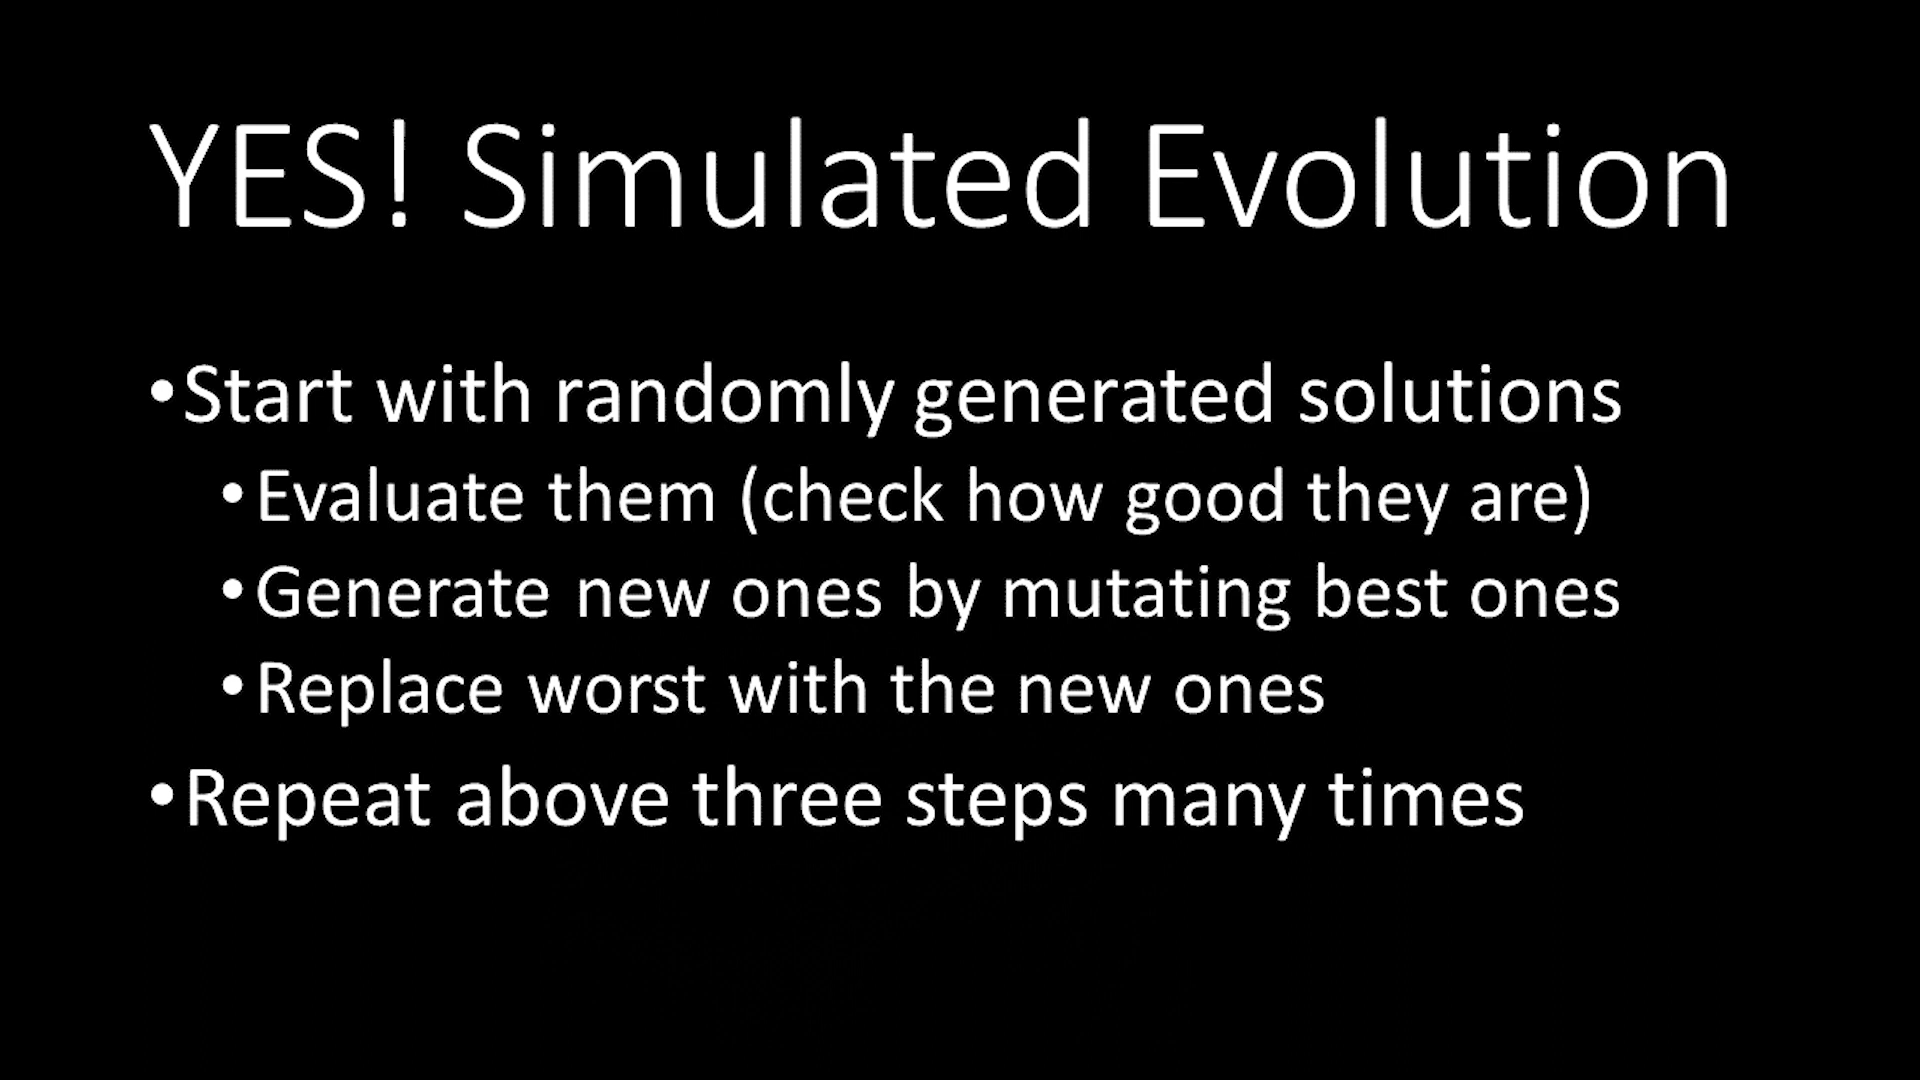 YES! Simulated Evolution
•Start with randomly generated solutions
•Evaluate them (check how good they are)
•Generate new ones by mutating best ones
•Replace worst with the new ones
•Repeat above three steps many times